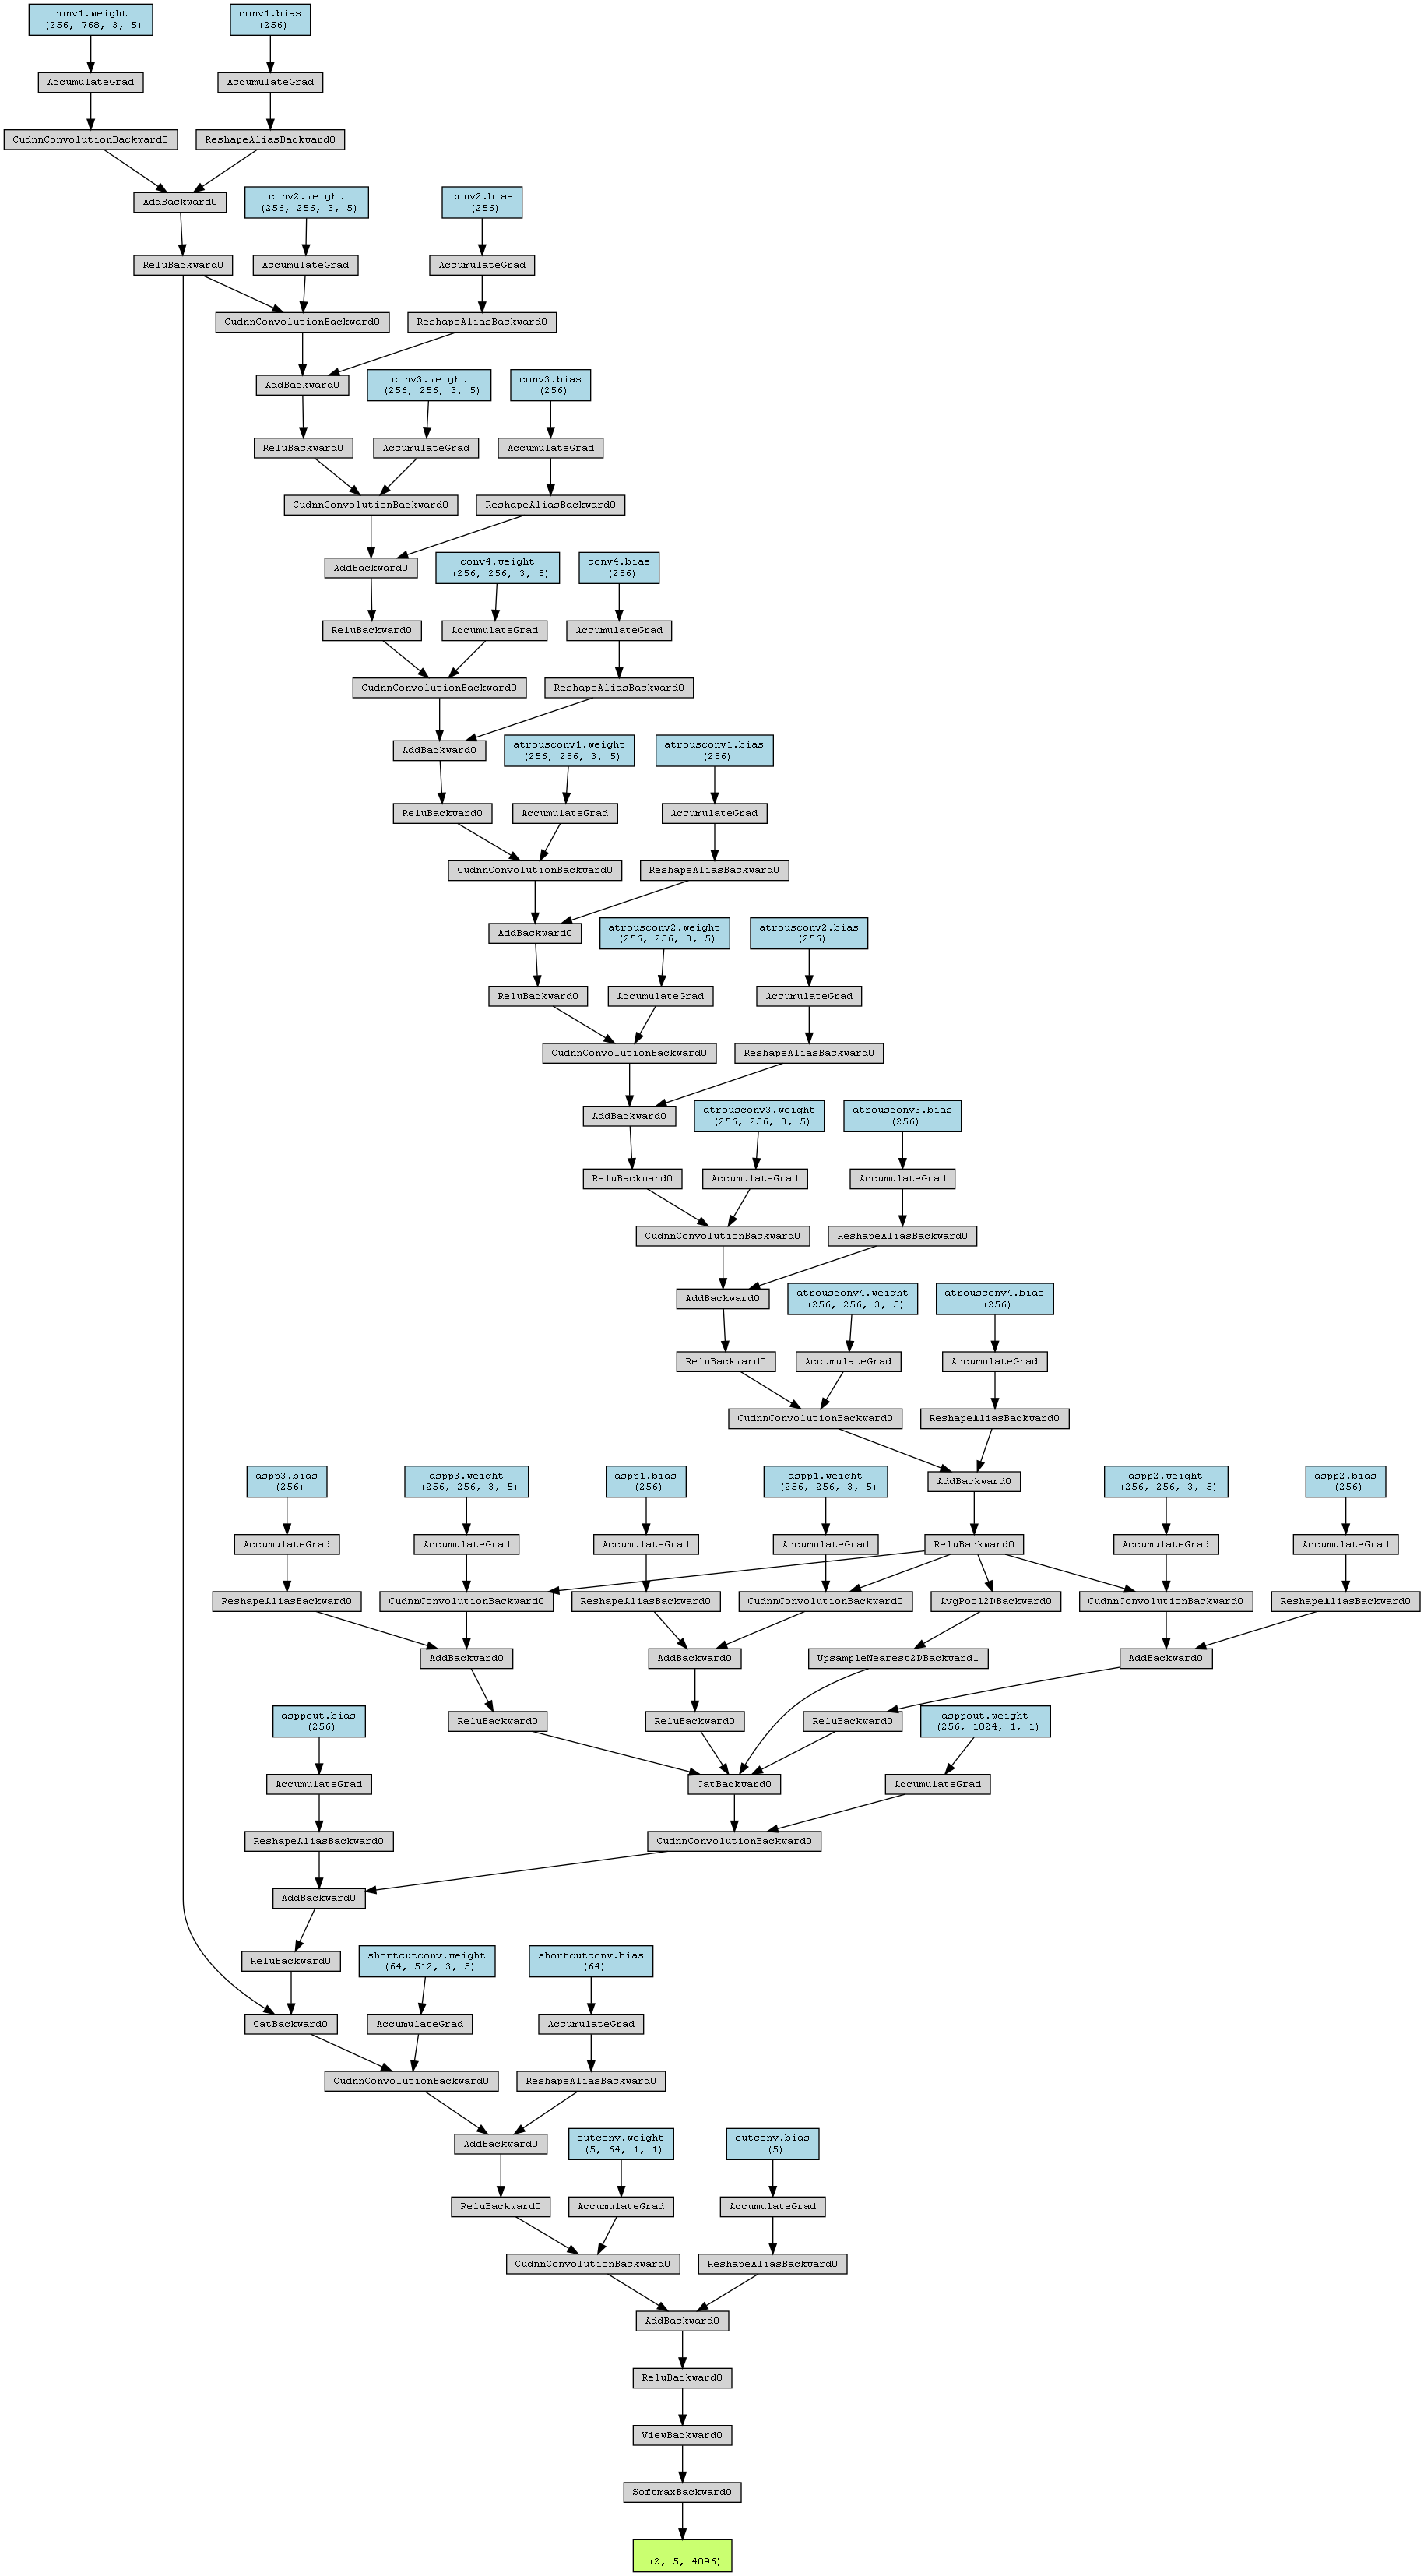 conv1.weight
(256, 768, 3, 5)
conv1.bias
(256)
AccumulateGrad
AccumulateGrad
CudnnConvolutionBackward0
ReshapeAliasBackward0
AddBackward0
conv2.weight
(256, 256, 3, 5)
conv2.bias
(256)
ReluBackward0
AccumulateGrad
AccumulateGrad
CudnnConvolutionBackward0
ReshapeAliasBackward0
AddBackward0
conv3.weight
(256, 256, 3, 5)
conv3.bias
(256)
ReluBackward0
AccumulateGrad
AccumulateGrad
CudnnConvolutionBackward0
ReshapeAliasBackward0
AddBackward0
conv4.weight
(256, 256, 3, 5)
conv4.bias
(256)
ReluBackward0
AccumulateGrad
AccumulateGrad
CudnnConvolutionBackward0
ReshapeAliasBackward0
AddBackward0
atrousconv1.weight
(256, 256, 3, 5)
atrousconv1.bias
(256)
ReluBackward0
AccumulateGrad
AccumulateGrad
CudnnConvolutionBackward0
ReshapeAliasBackward0
AddBackward0
atrousconv2.weight
(256, 256, 3, 5)
atrousconv2.bias
(256)
ReluBackward0
AccumulateGrad
AccumulateGrad
CudnnConvolutionBackward0
ReshapeAliasBackward0
AddBackward0
atrousconv3.weight
(256, 256, 3, 5)
atrousconv3.bias
(256)
ReluBackward0
AccumulateGrad
AccumulateGrad
CudnnConvolutionBackward0
ReshapeAliasBackward0
AddBackward0
atrousconv4.weight
(256, 256, 3, 5)
atrousconv4.bias
(256)
ReluBackward0
AccumulateGrad
AccumulateGrad
CudnnConvolutionBackward0
ReshapeAliasBackward0
aspp3.bias
(256)
aspp3.weight
(256, 256, 3, 5)
aspp1.bias
(256)
aspp1.weight
(256, 256, 3, 5)
AddBackward0
aspp2.weight
(256, 256, 3, 5)
aspp2.bias
(256)
AccumulateGrad
AccumulateGrad
AccumulateGrad
AccumulateGrad
ReluBackward0
AccumulateGrad
AccumulateGrad
ReshapeAliasBackward0
CudnnConvolutionBackward0
ReshapeAliasBackward0
CudnnConvolutionBackward0
AvgPool2DBackward0
CudnnConvolutionBackward0
ReshapeAliasBackward0
AddBackward0
AddBackward0
UpsampleNearest2DBackward1
AddBackward0
asppout.bias
(256)
ReluBackward0
ReluBackward0
ReluBackward0
asppout.weight
(256, 1024, 1, 1)
AccumulateGrad
CatBackward0
AccumulateGrad
ReshapeAliasBackward0
CudnnConvolutionBackward0
AddBackward0
ReluBackward0
shortcutconv.weight
(64, 512, 3, 5)
shortcutconv.bias
(64)
CatBackward0
AccumulateGrad
AccumulateGrad
CudnnConvolutionBackward0
ReshapeAliasBackward0
AddBackward0
outconv.weight
(5, 64, 1, 1)
outconv.bias
(5)
ReluBackward0
AccumulateGrad
AccumulateGrad
CudnnConvolutionBackward0
ReshapeAliasBackward0
AddBackward0
ReluBackward0
ViewBackward0
SoftmaxBackward0
(2, 5, 4096)